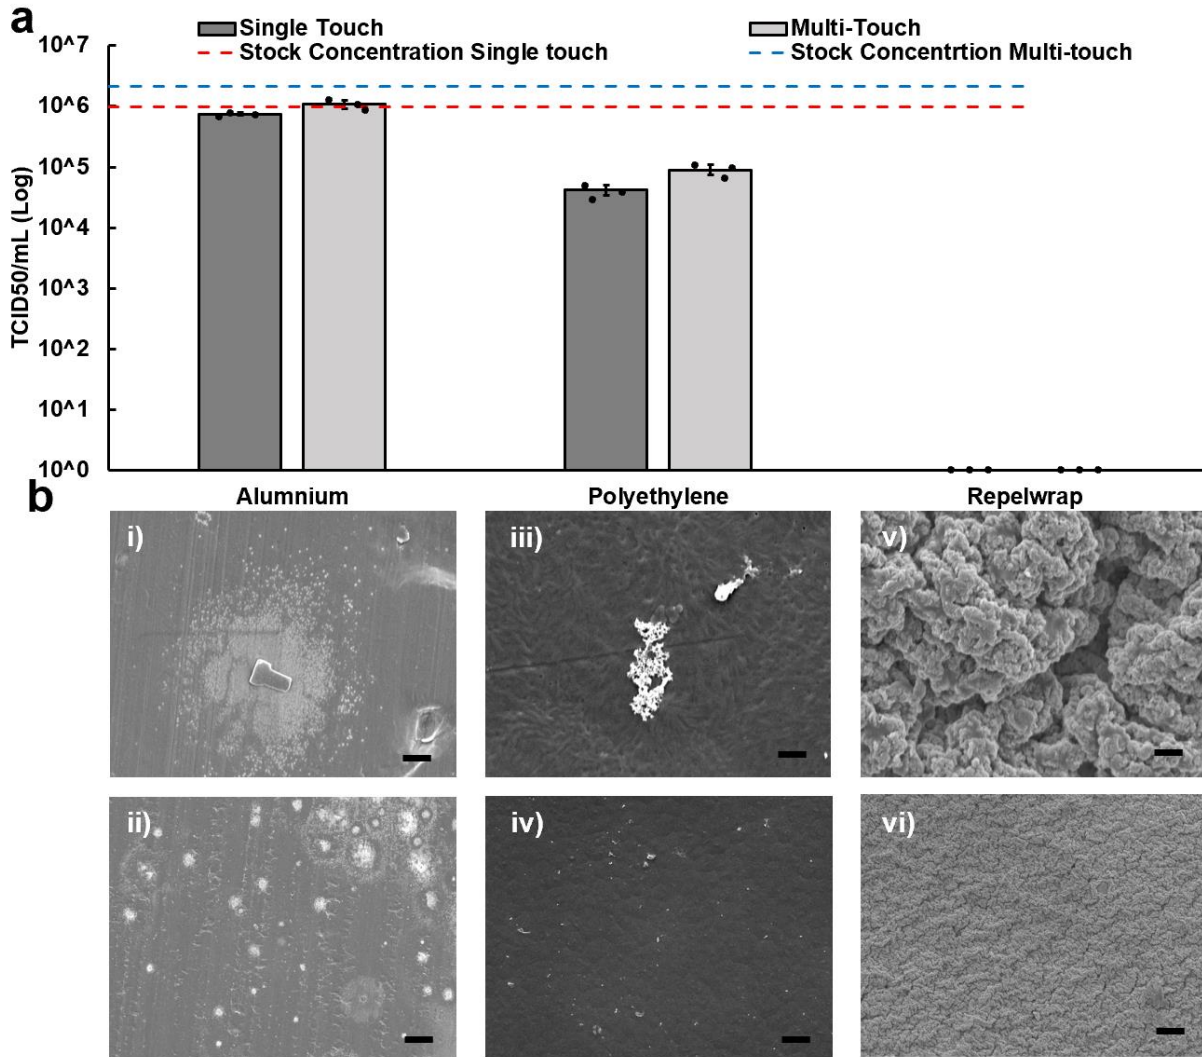 a
Single Touch
Multi-Touch
Stock Concentration Single touch
Stock Concentrtion Multi-touch
TCID50/mL (Log)
10^7
10^6
10^5
10^4
10^3
10^2
10^1
10^0
Alumnium
Polyethylene
Repelwrap
b
i)
iii)
v)
ii)
iv)
vi)